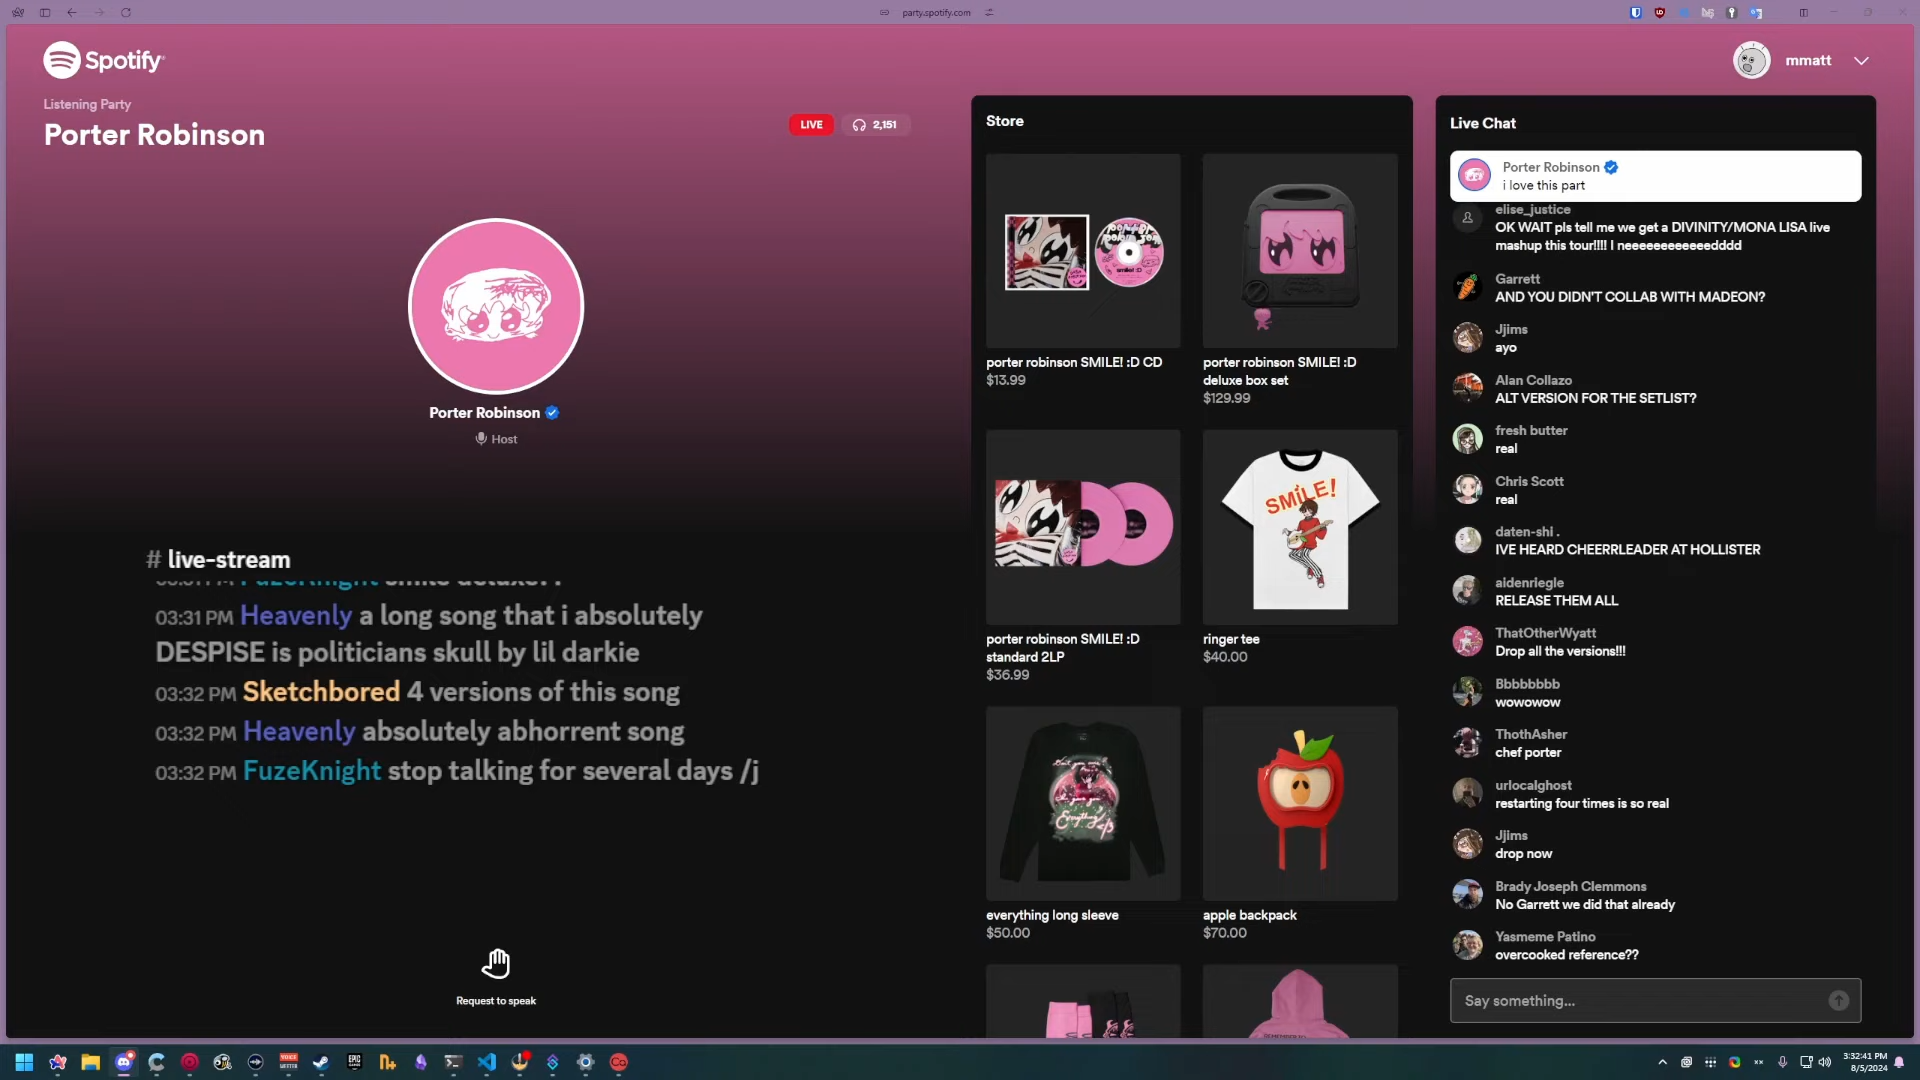 party.spotify.com
Spotify
mmatt
Listening Party
Porter Robinson
LIVE
2,151
Porter Robinson
Host
# live-stream
FuzeKnight smile deluxe? !
03:31 PM Heavenly a long song that i absolutely
DESPISE is politicians skull by lil darkie
03:32 PM Sketchbored 4 versions of this song
03:32 PM Heavenly absolutely abhorrent song
03:32 PM FuzeKnight stop talking for several days /j
Request to speak
Store
porter robinson SMILE! :D CD
$13.99
porter robinson SMILE! :D
deluxe box set
$129.99
porter robinson SMILE! :D
standard 2LP
$36.99
SMiLE!
ringer tee
$40.00
everything long sleeve
$50.00
apple backpack
$70.00
Live Chat
Porter Robinson
i love this part
elise_justice
OK WAIT pls tell me we get a DIVINITY/MONA LISA live
mashup this tour!!!! I neeeeeeeeeeeedddd
Garrett
AND YOU DIDN'T COLLAB WITH MADEON?
Jjims
ayo
Alan Collazo
ALT VERSION FOR THE SETLIST?
fresh butter
real
Chris Scott
real
daten-shi .
IVE HEARD CHEERRLEADER AT HOLLISTER
aidenriegle
RELEASE THEM ALL
ThatOtherWyatt
Drop all the versions!!!
Bbbbbbbb
wowowow
ThothAsher
chef porter
urlocalghost
restarting four times is so real
Jjims
drop now
Brady Joseph Clemmons
No Garrett we did that already
Yasmeme Patino
overcooked reference??
Say something...
3:32:41 PM
8/5/2024